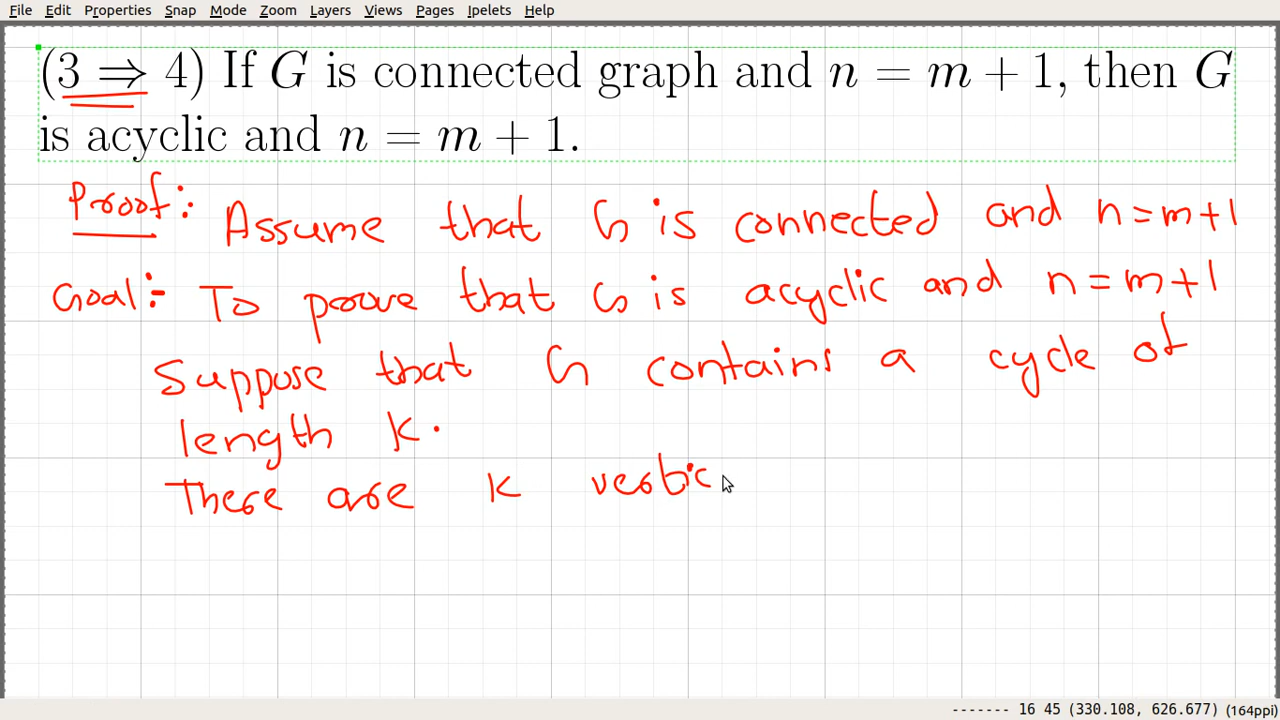 File Edit Properties Snap Mode Zoom Layers Views Pages Ipelets Help
(3 ⇒ 4) If G is connected graph and n = m + 1, then G
is acyclic and n = m + 1.
Proof: Assume that G is connected and n=m+1
Goal:- To prove that G is acyclic and n=m+1
Suppose that G contains a cycle of
length k.
There are k vertic
------- 16 45 (330.108, 626.677) (164ppi)